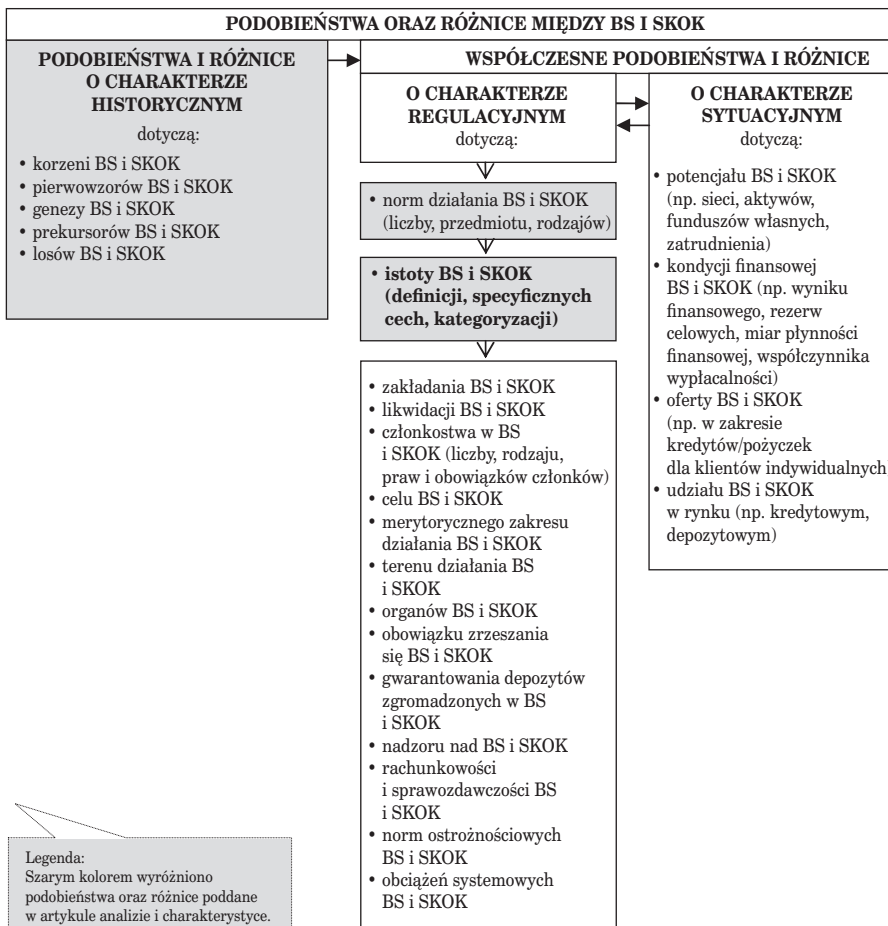 PODOBIEŃSTWA ORAZ RÓŻNICE MIĘDZY BS I SKOK
PODOBIEŃSTWA I RÓŻNICE
O CHARAKTERZE
HISTORYCZNYM
dotyczą:
• korzeni BS i SKOK
• pierwowzorów BS i SKOK
• genezy BS i SKOK
• prekursorów BS i SKOK
• losów BS i SKOK
WSPÓŁCZESNE PODOBIEŃSTWA I RÓŻNICE
O CHARAKTERZE
REGULACYJNYM
dotyczą:
• norm działania BS i SKOK
(liczby, przedmiotu, rodzajów)
• istoty BS i SKOK
(definicji, specyficznych
cech, kategoryzacji)
• zakładania BS i SKOK
• likwidacji BS i SKOK
• członkostwa w BS
i SKOK (liczby, rodzaju,
praw i obowiązków członków)
• celu BS i SKOK
• merytorycznego zakresu
działania BS i SKOK
• terenu działania BS
i SKOK
• organów BS i SKOK
• obowiązku zrzeszania
się BS i SKOK
• gwarantowania depozytów
zgromadzonych w BS
i SKOK
• nadzoru nad BS i SKOK
• rachunkowości
i sprawozdawczości BS
i SKOK
• norm ostrożnościowych
BS i SKOK
• obciążeń systemowych
BS i SKOK
O CHARAKTERZE
SYTUACYJNYM
dotyczą:
• potencjału BS i SKOK
(np. sieci, aktywów,
funduszów własnych,
zatrudnienia)
• kondycji finansowej
BS i SKOK (np. wyniku
finansowego, rezerw
celowych, miar płynności
finansowej, współczynnika
wypłacalności)
• oferty BS i SKOK
(np. w zakresie
kredytów/pożyczek
dla klientów indywidualnych)
• udziału BS i SKOK
w rynku (np. kredytowym,
depozytowym)
Legenda:
Szarym kolorem wyróżniono
podobieństwa oraz różnice poddane
w artykule analizie i charakterystyce.